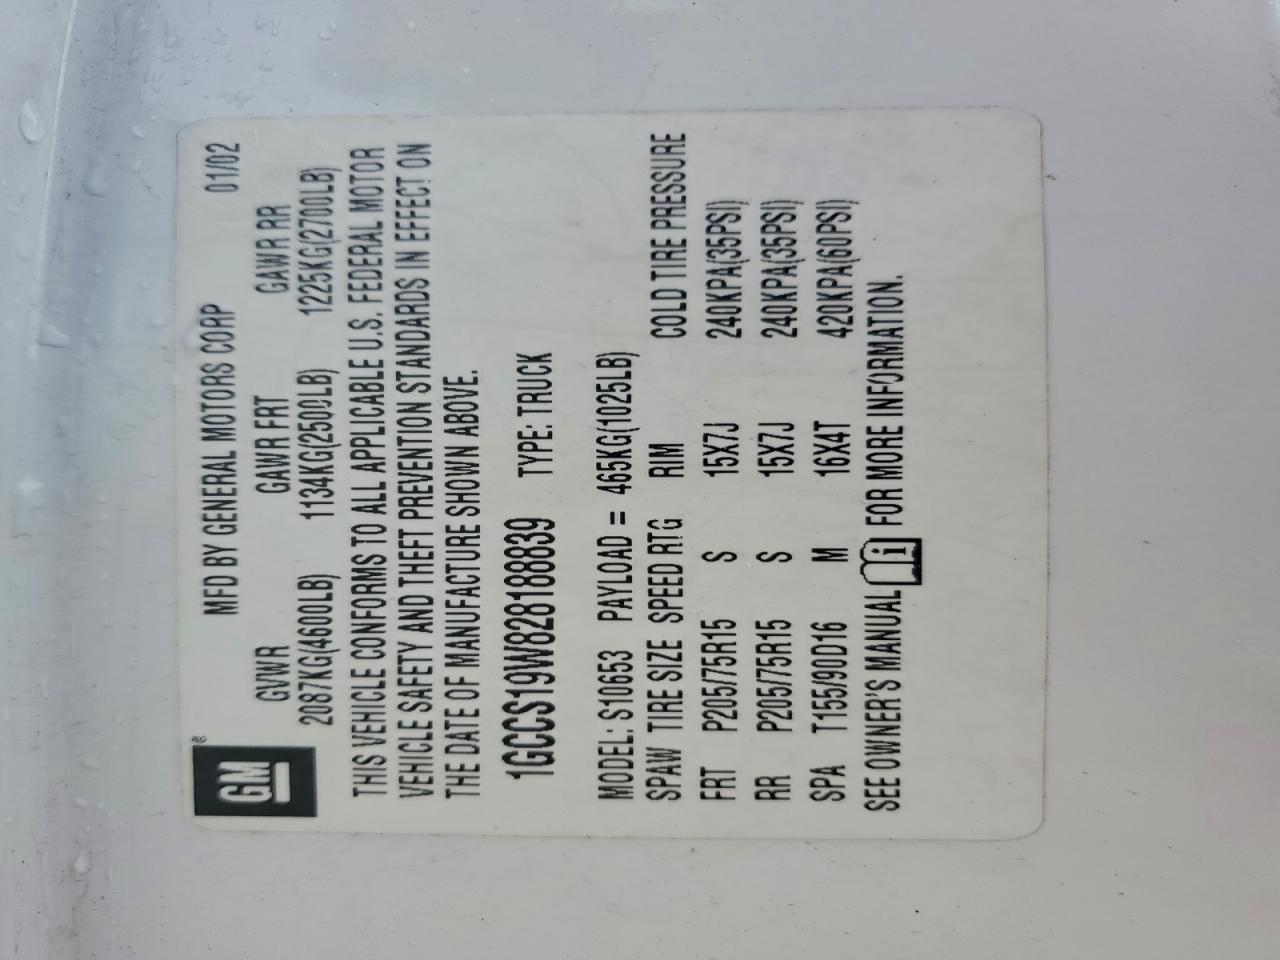 GM®
MFD BY GENERAL MOTORS CORP 01/02
GVWR GAWR FRT GAWR RR
2087KG(4600LB) 1134KG(2500LB) 1225KG(2700LB)
THIS VEHICLE CONFORMS TO ALL APPLICABLE U.S. FEDERAL MOTOR
VEHICLE SAFETY AND THEFT PREVENTION STANDARDS IN EFFECT ON
THE DATE OF MANUFACTURE SHOWN ABOVE.
1GCCS19W828188839 TYPE: TRUCK
MODEL: S10653 PAYLOAD = 465KG(1025LB)
SPAW TIRE SIZE SPEED RTG RIM COLD TIRE PRESSURE
FRT P205/75R15 S 15X7J 240KPA(35PSI)
RR P205/75R15 S 15X7J 240KPA(35PSI)
SPA T155/90D16 M 16X4T 420KPA(60PSI)
SEE OWNER'S MANUAL i FOR MORE INFORMATION.